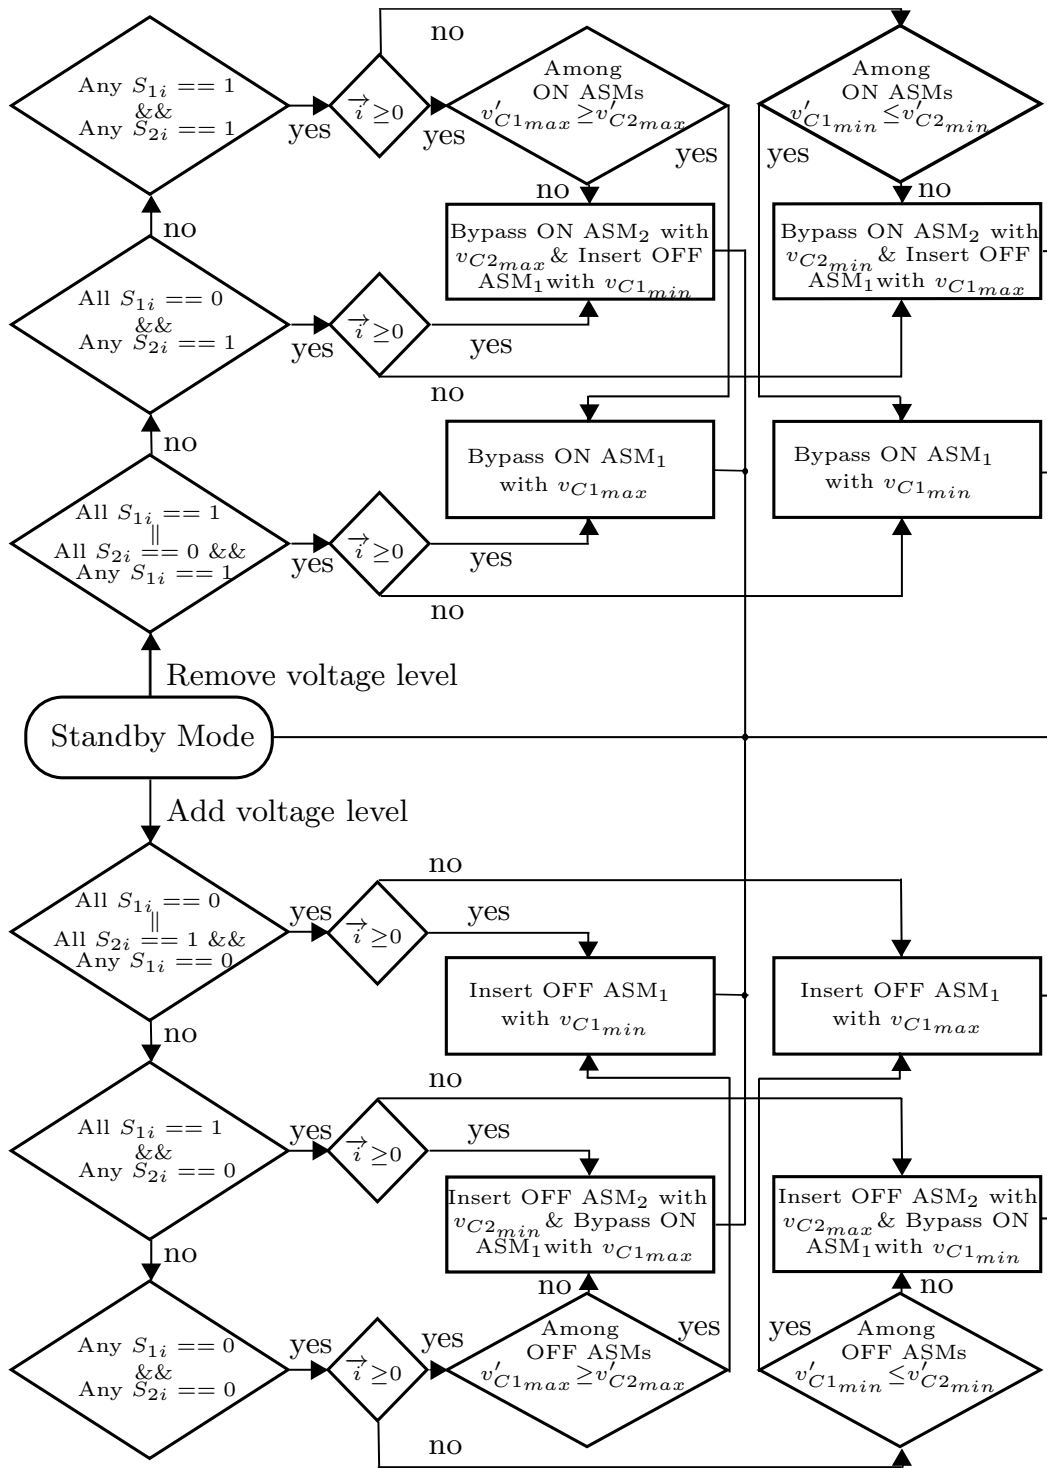 no
Any S1i == 1
&&
Any S2i == 1
yes
i→ ≥0
yes
Among
ON ASMs
v′C1max ≥v′C2max
yes
no
Among
ON ASMs
v′C1min ≤v′C2min
yes
no
Bypass ON ASM2 with
vC2max & Insert OFF
ASM1with vC1min
Bypass ON ASM2 with
vC2min & Insert OFF
ASM1with vC1max
no
All S1i == 0
&&
Any S2i == 1
yes
i→ ≥0
yes
no
Bypass ON ASM1
with vC1max
Bypass ON ASM1
with vC1min
no
All S1i == 1
||
All S2i == 0 &&
Any S1i == 1
yes
i→ ≥0
yes
no
Remove voltage level
Standby Mode
Add voltage level
All S1i == 0
||
All S2i == 1 &&
Any S1i == 0
yes
i→ ≥0
no
yes
Insert OFF ASM1
with vC1min
Insert OFF ASM1
with vC1max
no
All S1i == 1
&&
Any S2i == 0
yes
i→ ≥0
no
yes
Insert OFF ASM2 with
vC2min & Bypass ON
ASM1with vC1max
Insert OFF ASM2 with
vC2max & Bypass ON
ASM1with vC1min
no
Any S1i == 0
&&
Any S2i == 0
yes
i→ ≥0
yes
no
Among
OFF ASMs
v′C1max ≥v′C2max
yes
no
yes
Among
OFF ASMs
v′C1min ≤v′C2min
no